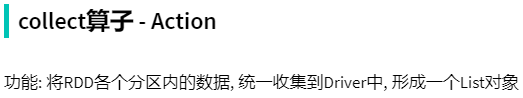 collect算子 - Action
功能: 将RDD各个分区内的数据, 统一收集到Driver中, 形成一个List对象